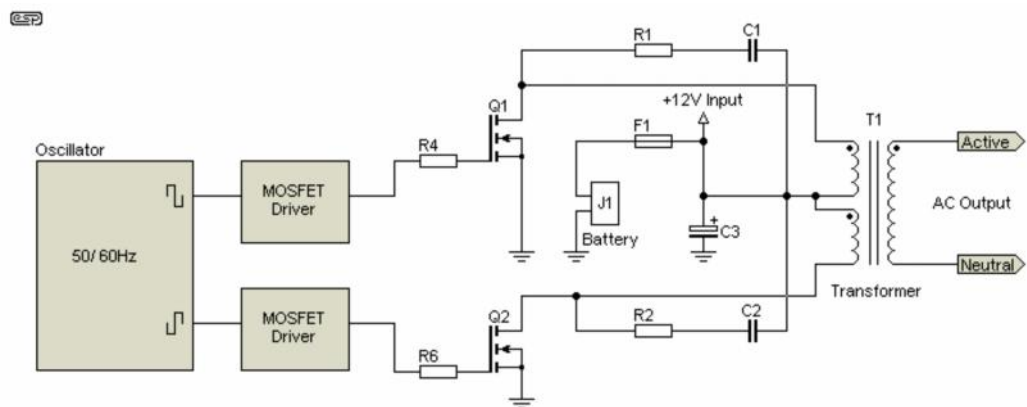 esp
R1
C1
+12V Input
Q1
F1
T1
Oscillator
R4
Active
MOSFET
Driver
J1
+
AC Output
C3
Battery
50/60Hz
Neutral
Transformer
Q2
MOSFET
Driver
R2
C2
R6